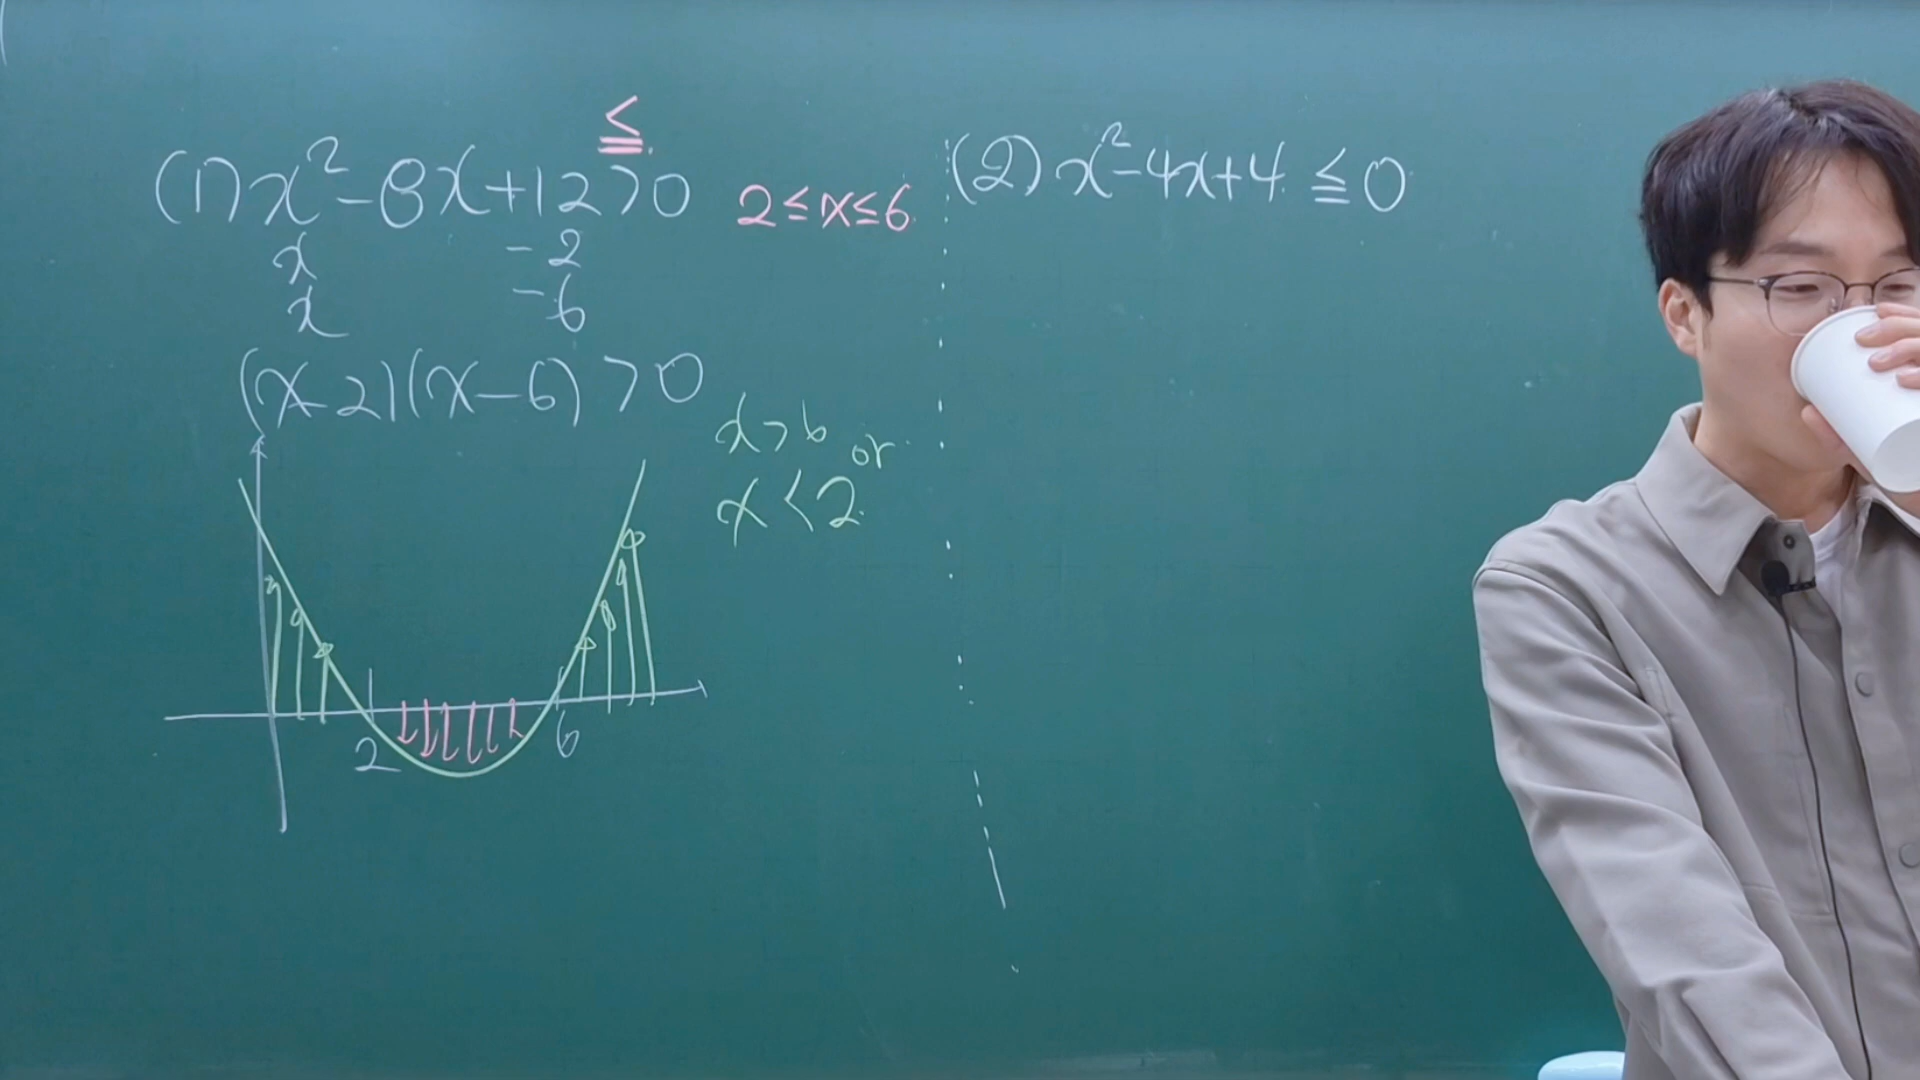 ≦
(1) x² - 8x + 12 > 0
2 ≤ x ≤ 6
x -2
x -6
(x-2)(x-6) > 0
x > 6 or
x < 2
2 6
(2) x² - 4x + 4 ≦ 0